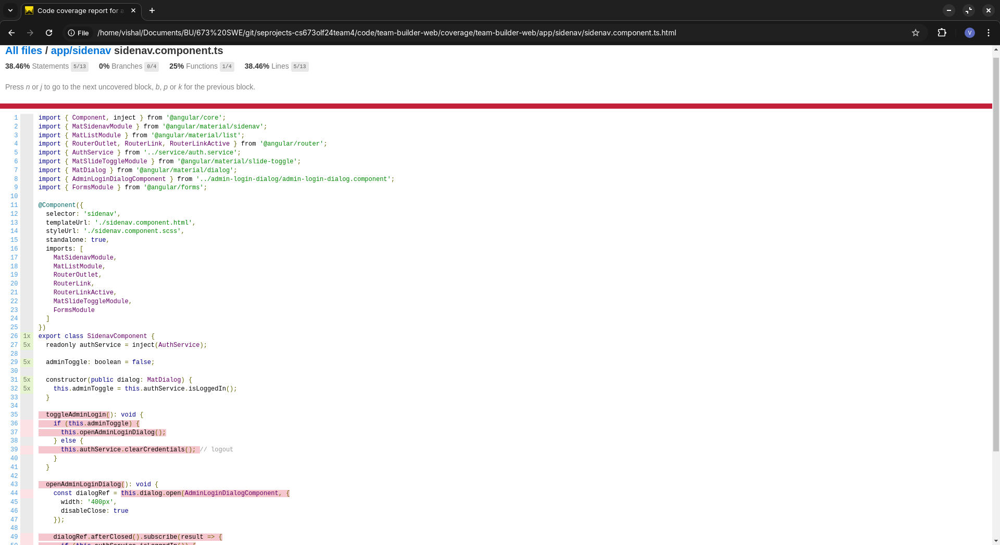 Code coverage report for a
File /home/vishal/Documents/BU/673%20SWE/git/seprojects-cs673olf24team4/code/team-builder-web/coverage/team-builder-web/app/sidenav/sidenav.component.ts.html V
All files / app/sidenav sidenav.component.ts
38.46% Statements 5/13 0% Branches 0/4 25% Functions 1/4 38.46% Lines 5/13
Press n or j to go to the next uncovered block, b, p or k for the previous block.
1 import { Component, inject } from '@angular/core';
2 import { MatSidenavModule } from '@angular/material/sidenav';
3 import { MatListModule } from '@angular/material/list';
4 import { RouterOutlet, RouterLink, RouterLinkActive } from '@angular/router';
5 import { AuthService } from '../service/auth.service';
6 import { MatSlideToggleModule } from '@angular/material/slide-toggle';
7 import { MatDialog } from '@angular/material/dialog';
8 import { AdminLoginDialogComponent } from '../admin-login-dialog/admin-login-dialog.component';
9 import { FormsModule } from '@angular/forms';
10
11 @Component({
12 selector: 'sidenav',
13 templateUrl: './sidenav.component.html',
14 styleUrl: './sidenav.component.scss',
15 standalone: true,
16 imports: [
17 MatSidenavModule,
18 MatListModule,
19 RouterOutlet,
20 RouterLink,
21 RouterLinkActive,
22 MatSlideToggleModule,
23 FormsModule
24 ]
25 })
26 1x export class SidenavComponent {
27 5x readonly authService = inject(AuthService);
28
29 5x adminToggle: boolean = false;
30
31 5x constructor(public dialog: MatDialog) {
32 5x this.adminToggle = this.authService.isLoggedIn();
33 }
34
35 toggleAdminLogin(): void {
36 if (this.adminToggle) {
37 this.openAdminLoginDialog();
38 } else {
39 this.authService.clearCredentials(); // logout
40 }
41 }
42
43 openAdminLoginDialog(): void {
44 const dialogRef = this.dialog.open(AdminLoginDialogComponent, {
45 width: '400px',
46 disableClose: true
47 });
48
49 dialogRef.afterClosed().subscribe(result => {
50 if (this.authService.isLoggedIn()) {